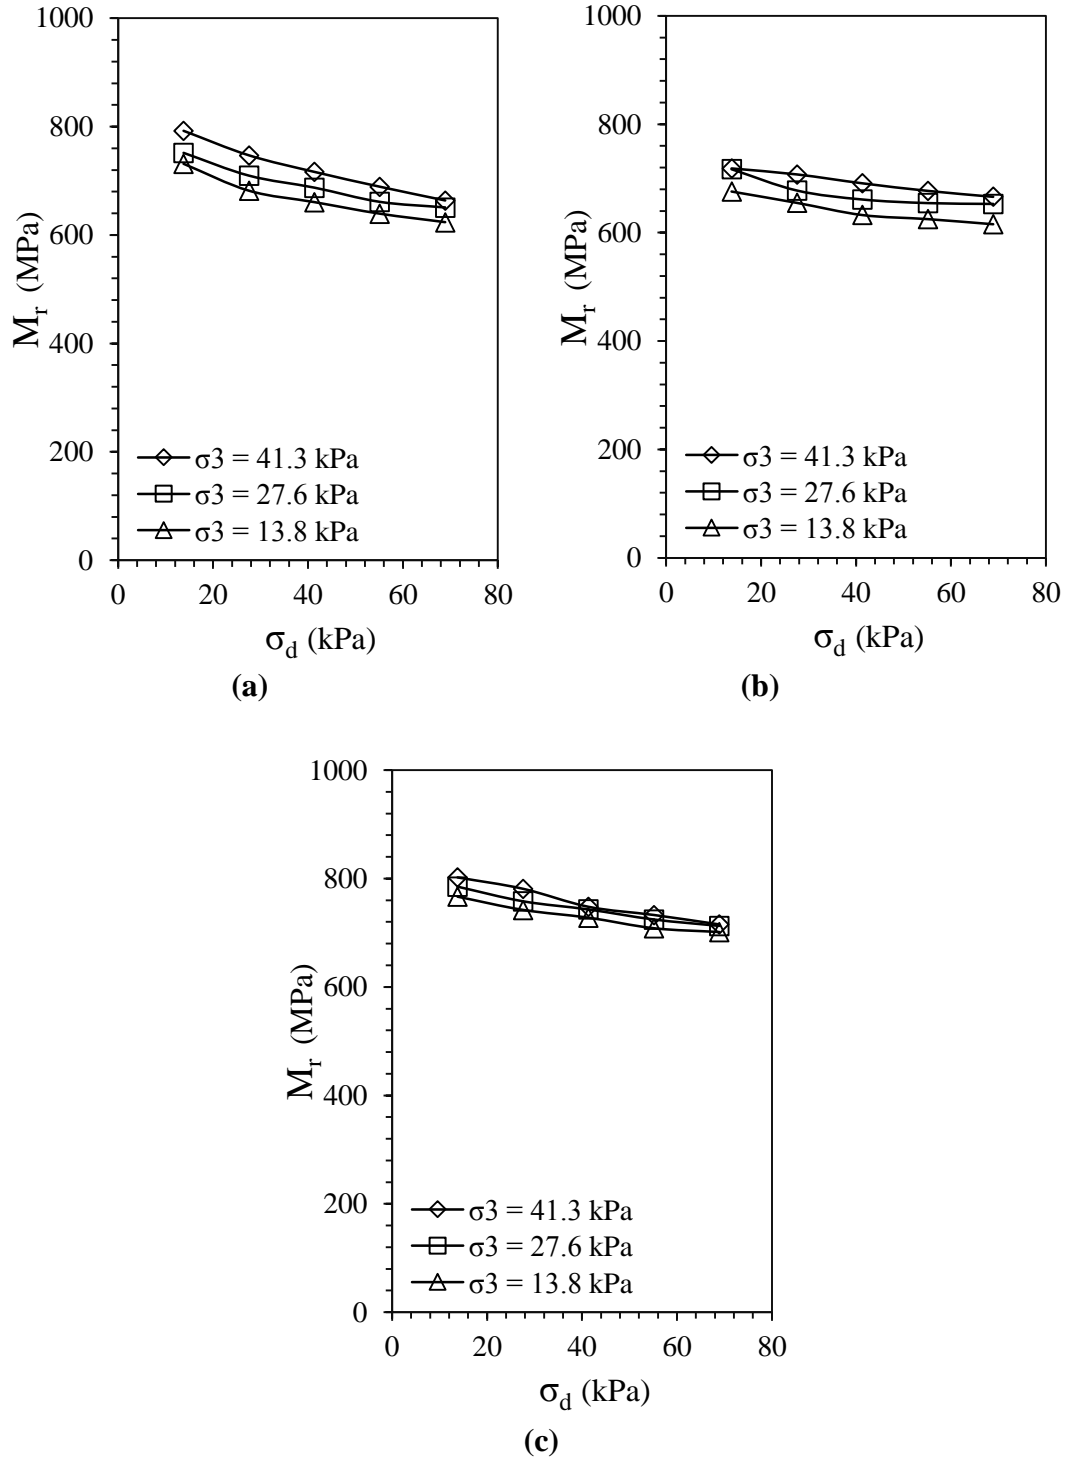 1000
800
600
400
200
0
Mr (MPa)
σ3 = 41.3 kPa
σ3 = 27.6 kPa
σ3 = 13.8 kPa
0 20 40 60 80
σd (kPa)
(a)
1000
800
600
400
200
0
Mr (MPa)
σ3 = 41.3 kPa
σ3 = 27.6 kPa
σ3 = 13.8 kPa
0 20 40 60 80
σd (kPa)
(b)
1000
800
600
400
200
0
Mr (MPa)
σ3 = 41.3 kPa
σ3 = 27.6 kPa
σ3 = 13.8 kPa
0 20 40 60 80
σd (kPa)
(c)